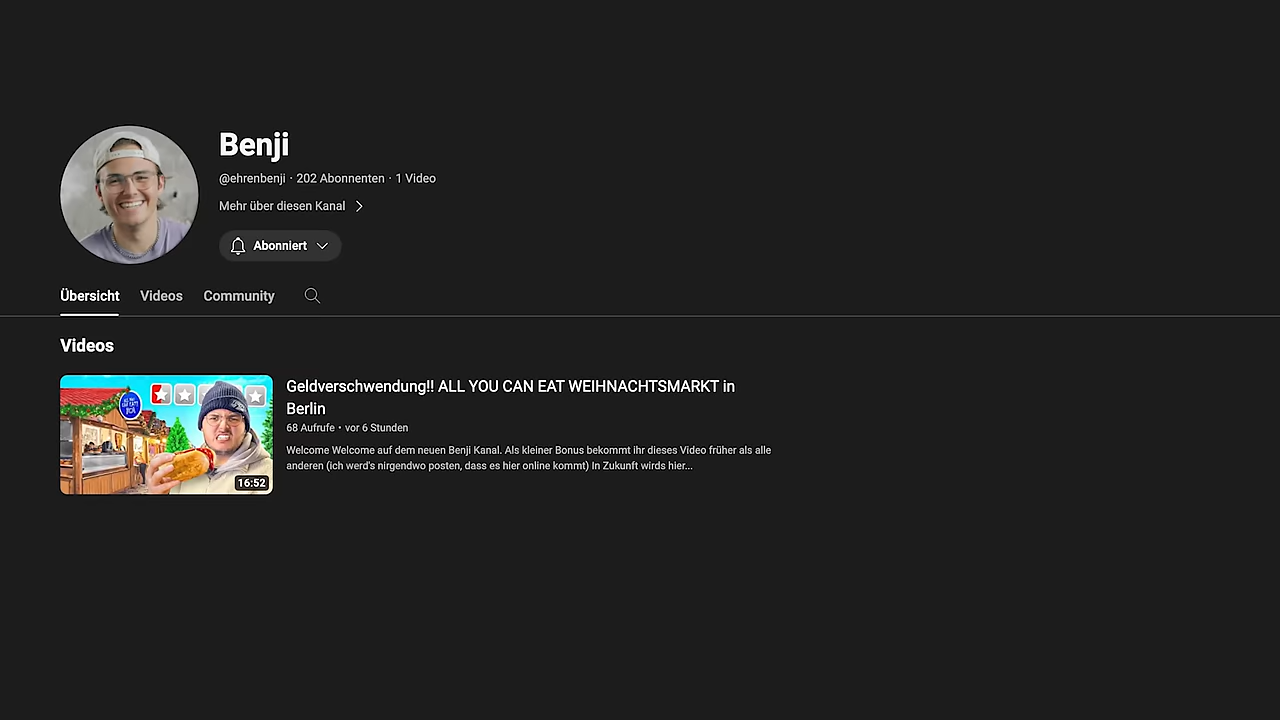 Benji
@ehrenbenji · 202 Abonnenten · 1 Video
Mehr über diesen Kanal
Abonniert
Übersicht
Videos
Community
Videos
16:52
Geldverschwendung!! ALL YOU CAN EAT WEIHNACHTSMARKT in
Berlin
68 Aufrufe • vor 6 Stunden
Welcome Welcome auf dem neuen Benji Kanal. Als kleiner Bonus bekommt ihr dieses Video früher als alle
anderen (ich werd's nirgendwo posten, dass es hier online kommt) In Zukunft wirds hier...